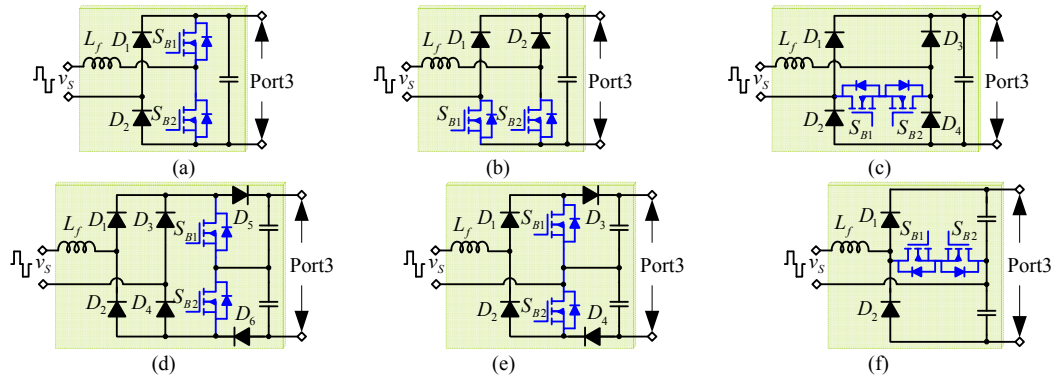 L_f D_1 S_B1
v_S Port3
D_2 S_B2
(a)
L_f D_1 D_2
v_S Port3
S_B1 S_B2
(b)
L_f D_1 D_3
v_S Port3
D_2 S_B1 S_B2 D_4
(c)
L_f D_1 D_3 S_B1 D_5
v_S Port3
D_2 D_4 S_B2 D_6
(d)
L_f D_1 S_B1 D_3
v_S Port3
D_2 S_B2 D_4
(e)
L_f D_1 S_B1 S_B2
v_S Port3
D_2
(f)